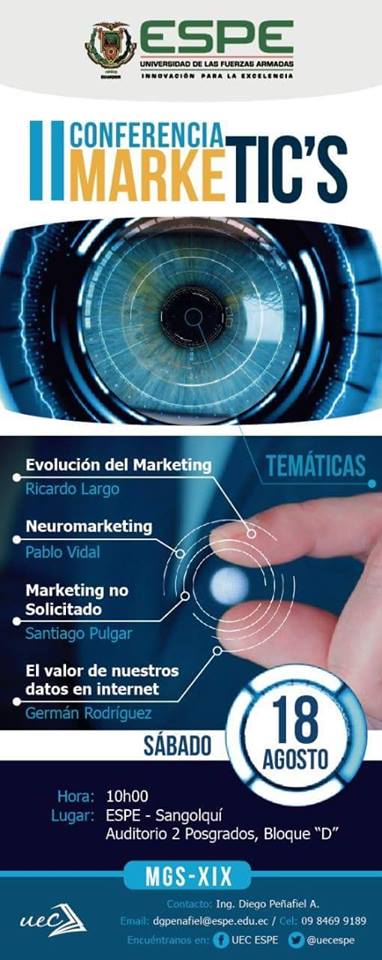 ESPE
UNIVERSIDAD DE LAS FUERZAS ARMADAS
INNOVACIÓN PARA LA EXCELENCIA
ECUADOR
II CONFERENCIA
MARKETIC'S
TEMÁTICAS
Evolución del Marketing
Ricardo Largo
Neuromarketing
Pablo Vidal
Marketing no
Solicitado
Santiago Pulgar
El valor de nuestros
datos en internet
Germán Rodríguez
SÁBADO
18
AGOSTO
Hora: 10h00
Lugar: ESPE - Sangolquí
Auditorio 2 Posgrados, Bloque “D”
MGS-XIX
uec
Contacto: Ing. Diego Peñafiel A.
Email: dgpenafiel@espe.edu.ec / Cel: 09 8469 9189
Encuéntranos en: UEC ESPE @uecespe